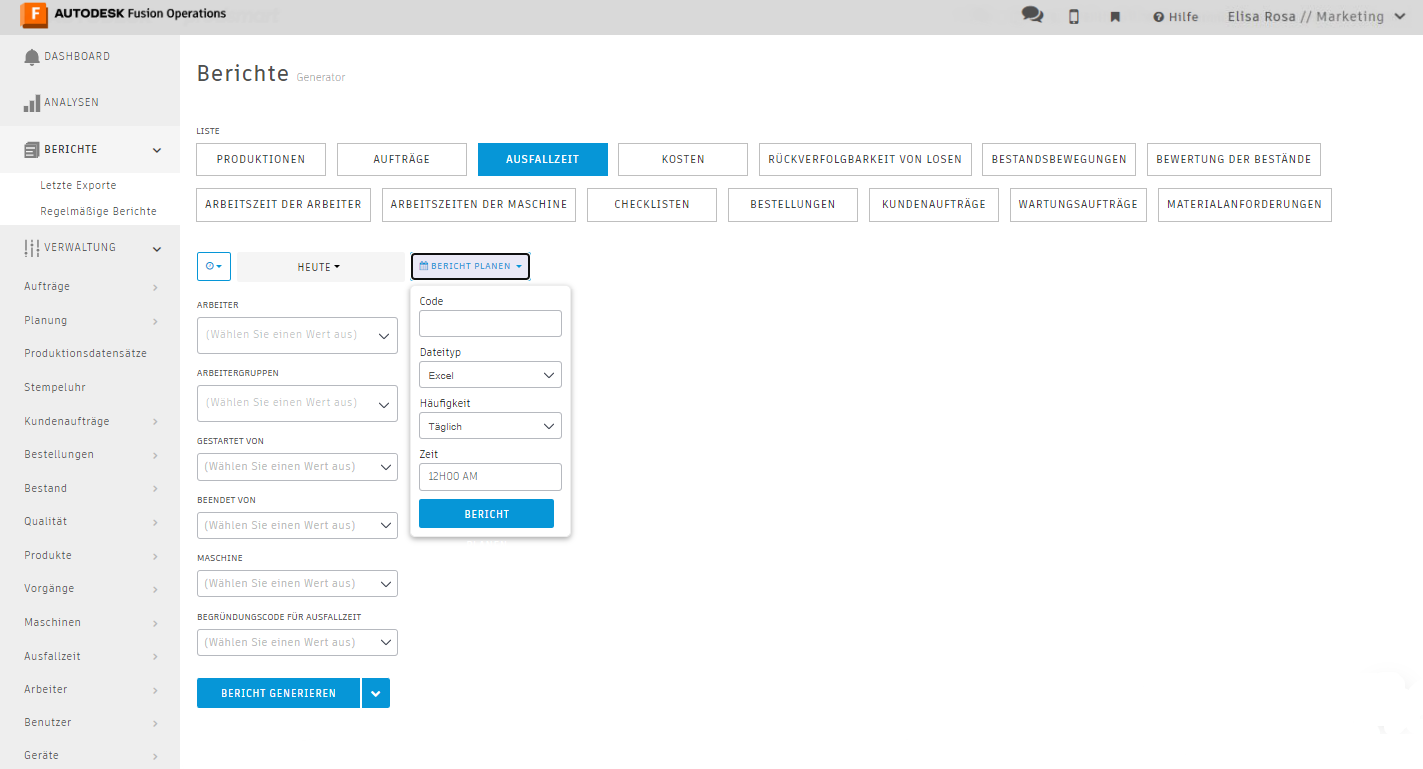 F AUTODESK Fusion Operations
Hilfe
Elisa Rosa // Marketing
DASHBOARD
ANALYSEN
BERICHTE
Letzte Exporte
Regelmäßige Berichte
VERWALTUNG
Aufträge
Planung
Produktionsdatensätze
Stempeluhr
Kundenaufträge
Bestellungen
Bestand
Qualität
Produkte
Vorgänge
Maschinen
Ausfallzeit
Arbeiter
Benutzer
Geräte
Berichte Generator
LISTE
PRODUKTIONEN AUFTRÄGE AUSFALLZEIT KOSTEN RÜCKVERFOLGBARKEIT VON LOSEN BESTANDSBEWEGUNGEN BEWERTUNG DER BESTÄNDE
ARBEITSZEIT DER ARBEITER ARBEITSZEITEN DER MASCHINE CHECKLISTEN BESTELLUNGEN KUNDENAUFTRÄGE WARTUNGSAUFTRÄGE MATERIALANFORDERUNGEN
HEUTE BERICHT PLANEN
ARBEITER
(Wählen Sie einen Wert aus)
ARBEITERGRUPPEN
(Wählen Sie einen Wert aus)
GESTARTET VON
(Wählen Sie einen Wert aus)
BEENDET VON
(Wählen Sie einen Wert aus)
MASCHINE
(Wählen Sie einen Wert aus)
BEGRÜNDUNGSCODE FÜR AUSFALLZEIT
(Wählen Sie einen Wert aus)
BERICHT GENERIEREN
Code
Dateityp
Excel
Häufigkeit
Täglich
Zeit
12H00 AM
BERICHT